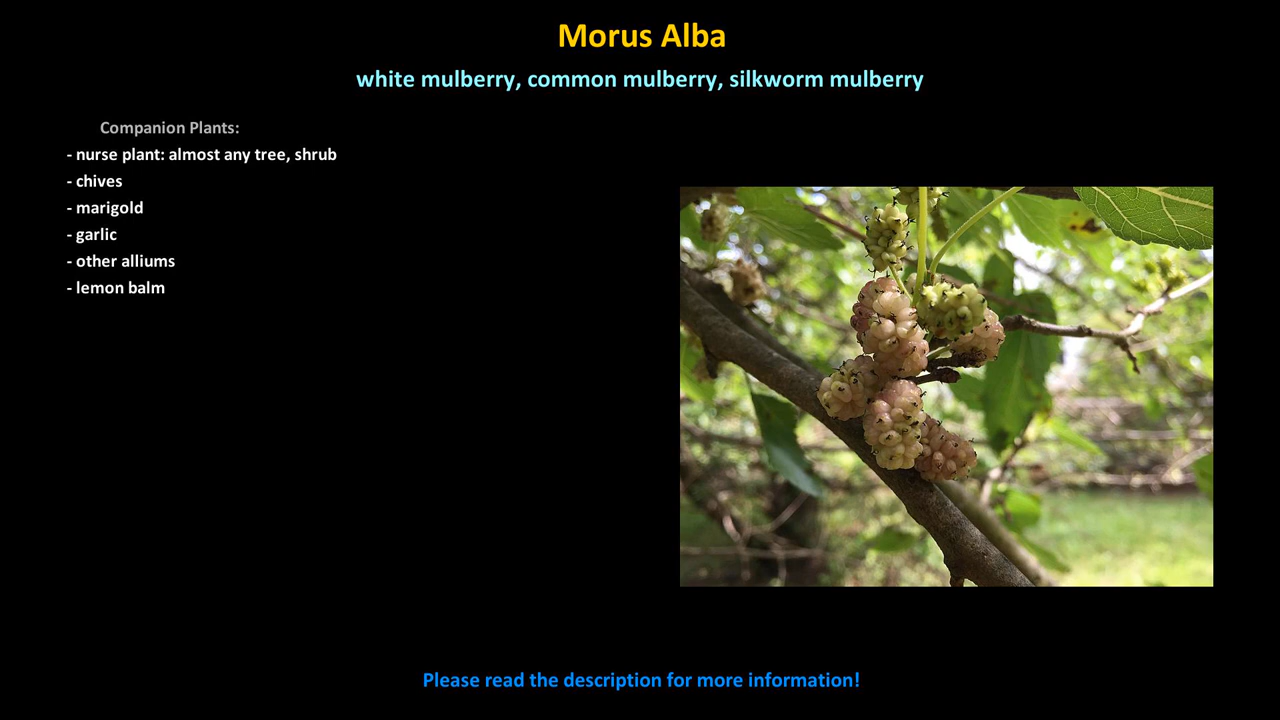 Morus Alba
white mulberry, common mulberry, silkworm mulberry
Companion Plants:
- nurse plant: almost any tree, shrub
- chives
- marigold
- garlic
- other alliums
- lemon balm
Please read the description for more information!